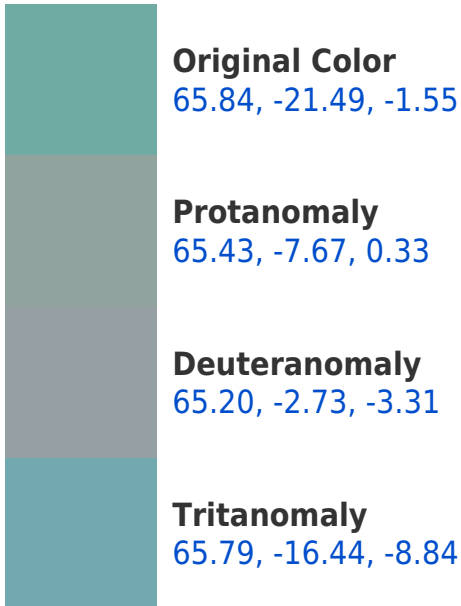 Original Color
65.84, -21.49, -1.55
Protanomaly
65.43, -7.67, 0.33
Deuteranomaly
65.20, -2.73, -3.31
Tritanomaly
65.79, -16.44, -8.84